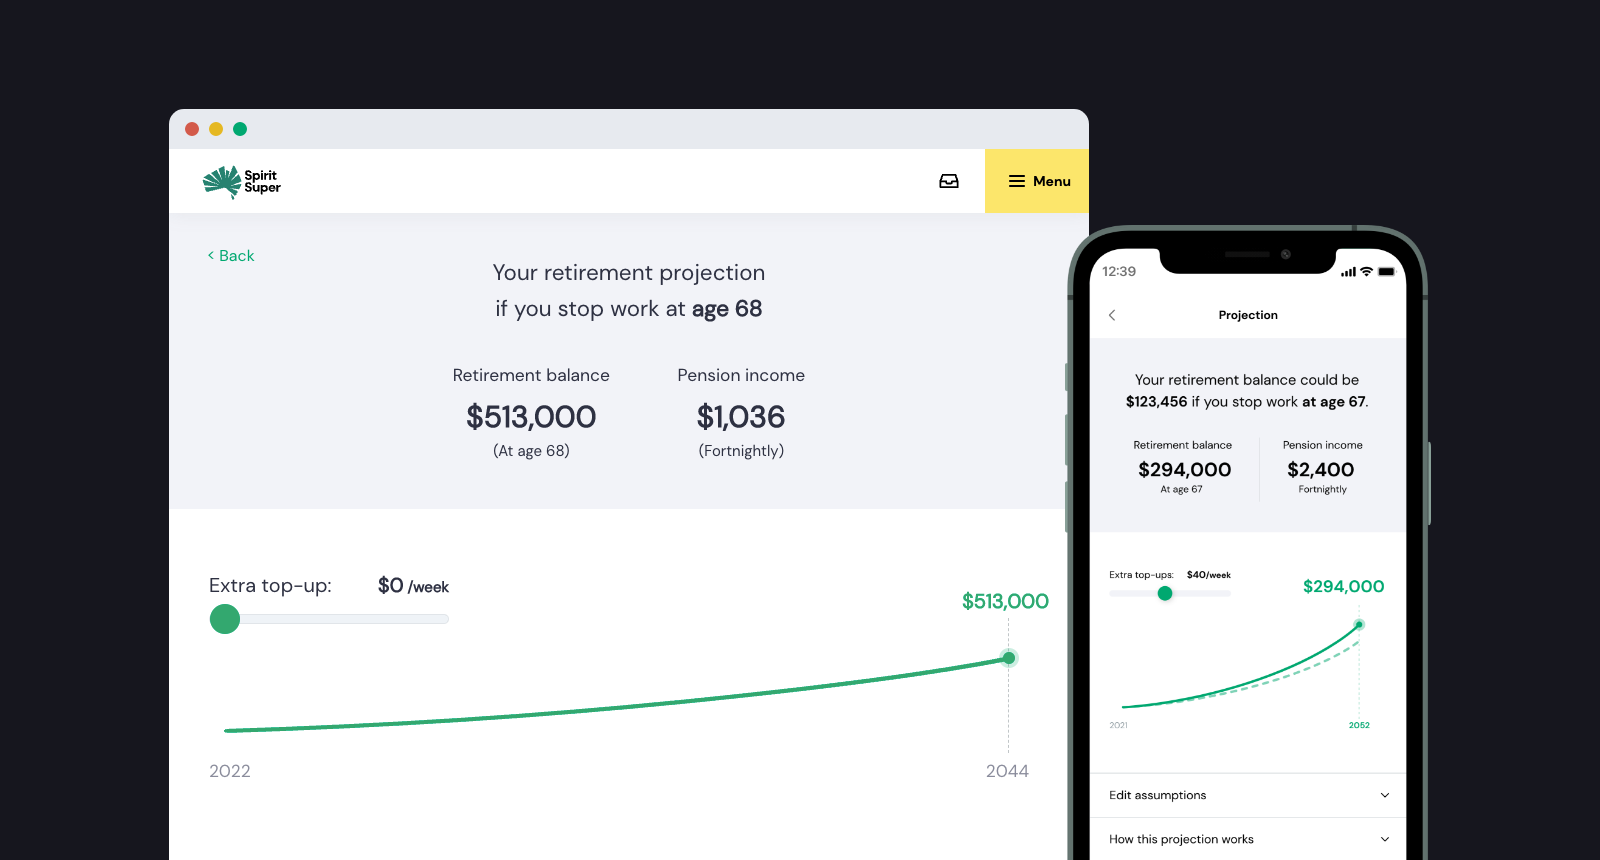 Spirit
Super
Menu
< Back
Your retirement projection
if you stop work at age 68
Retirement balance
Pension income
$513,000
$1,036
(At age 68)
(Fortnightly)
Extra top-up:
$0 /week
$513,000
2022
2044
12:39
Projection
Your retirement balance could be
$123,456 if you stop work at age 67.
Retirement balance
Pension income
$294,000
$2,400
At age 67
Fortnightly
Extra top-ups:
$40/week
$294,000
2021
2052
Edit assumptions
How this projection works